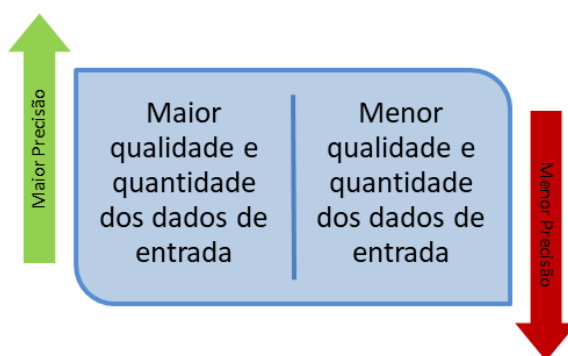 Maior Precisão
Maior
qualidade e
quantidade
dos dados de
entrada
Menor
qualidade e
quantidade
dos dados de
entrada
Menor Precisão